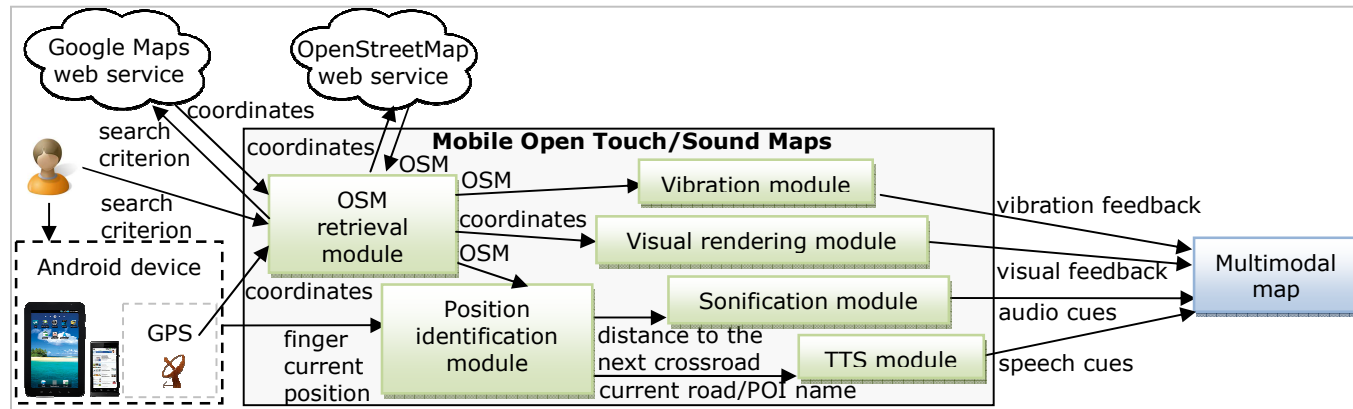 Google Maps
web service
OpenStreetMap
web service
coordinates
search
criterion
coordinates
Mobile Open Touch/Sound Maps
OSM
OSM
Vibration module
OSM
retrieval
module
search
criterion
coordinates
vibration feedback
Visual rendering module
Android device
OSM
visual feedback
Multimodal
map
coordinates
Position
identification
module
Sonification module
audio cues
GPS
finger
current
position
distance to the
next crossroad
TTS module
speech cues
current road/POI name